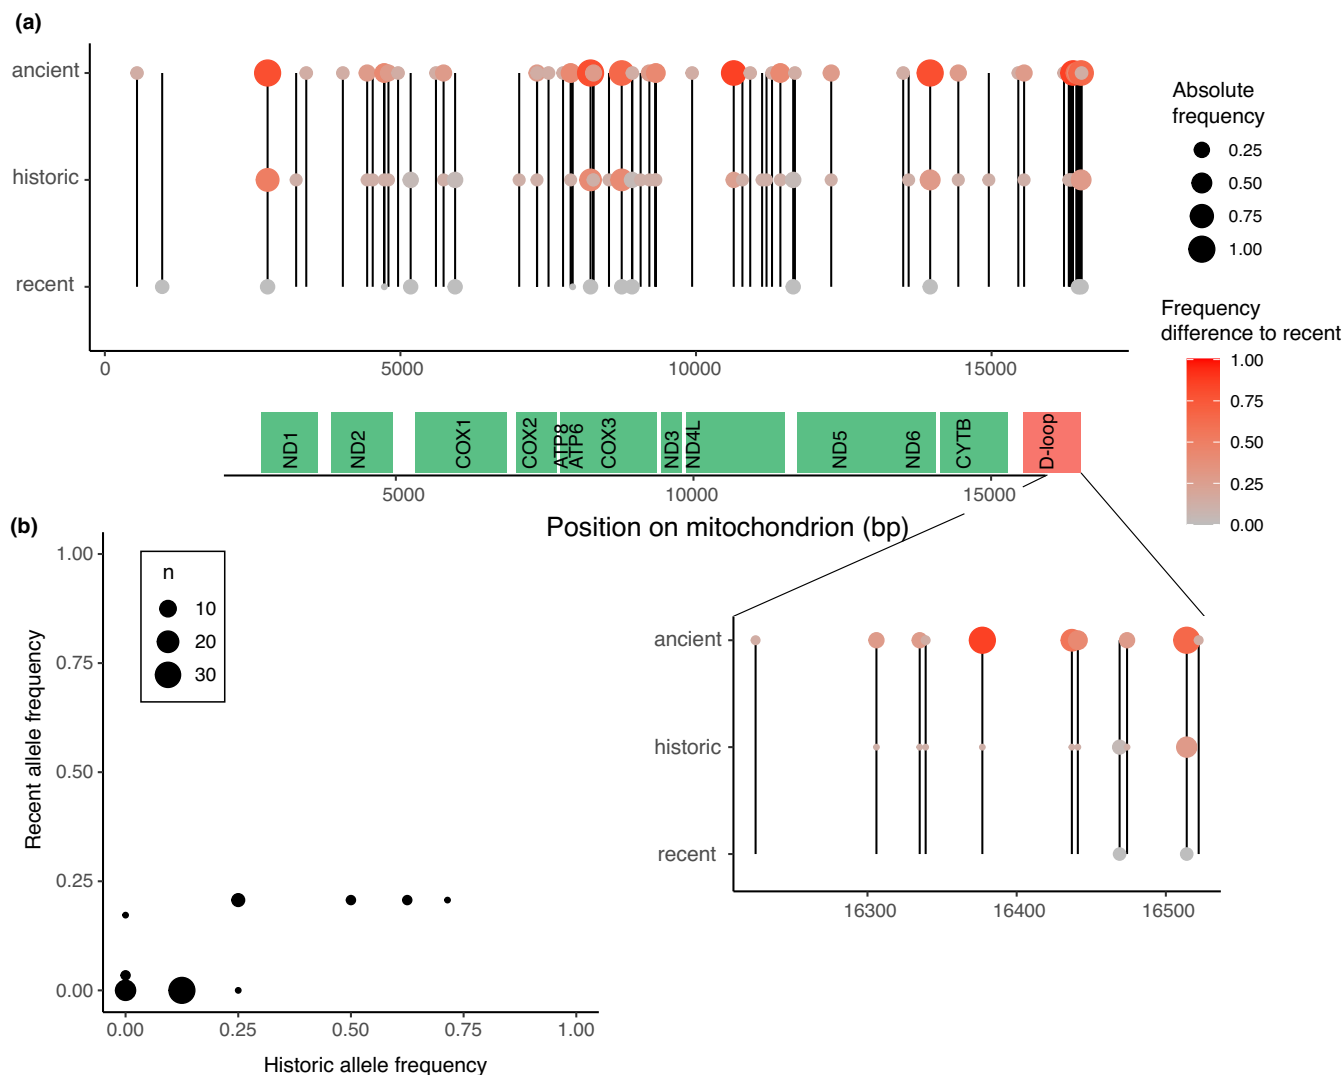 (a)
ancient
historic
recent
0
5000
10000
15000
Absolute
frequency
0.25
0.50
0.75
1.00
Frequency
difference to recent
1.00
0.75
0.50
0.25
0.00
ND1
ND2
COX1
COX2
ATP8
ATP6
COX3
ND3
ND4L
ND5
ND6
CYTB
D-loop
5000
10000
15000
Position on mitochondrion (bp)
(b)
1.00
0.75
0.50
0.25
0.00
Recent allele frequency
n
10
20
30
0.00
0.25
0.50
0.75
1.00
Historic allele frequency
ancient
historic
recent
16300
16400
16500